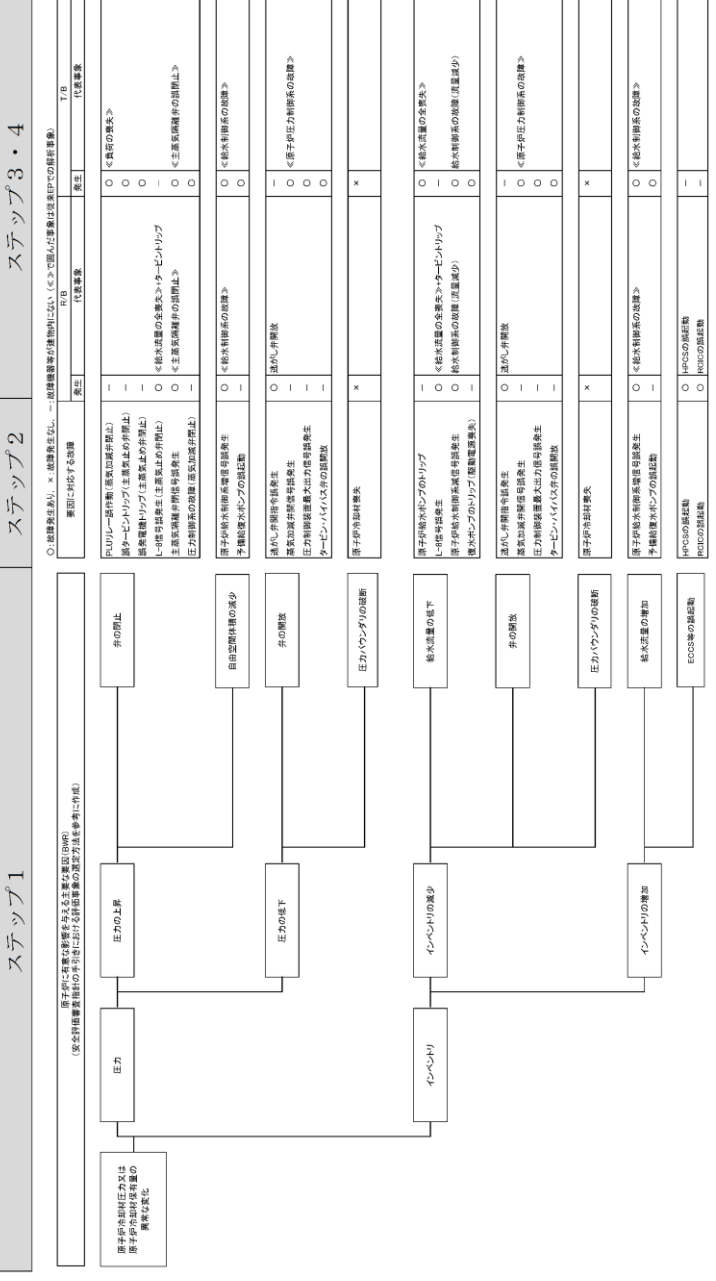 ステップ１
ステップ２
ステップ３・４
○：故障発生あり、×：故障発生なし、－：故障機器等が建物内にない（≪≫で囲んだ事象は従来EPでの解析事象）
原子炉に有意な影響を与える主要な要因(BWR)
(安全評価審査指針の手引きにおける評価事象の選定方法を参考に作成)
要因に対応する故障
R/B
T/B
発生
代表事象
発生
代表事象
原子炉冷却材圧力又は
原子炉冷却材保有量の
異常な変化
圧力
圧力の上昇
弁の閉止
PLUリレー誤作動(蒸気加減弁閉止) － ○ ≪負荷の喪失≫
誤タービントリップ(主蒸気止め弁閉止) － ○
誤発電機トリップ(主蒸気止め弁閉止) － ○
L-8信号誤発生(主蒸気止め弁閉止) ○ ≪給水流量の全喪失≫+タービントリップ －
主蒸気隔離弁閉信号誤発生 ○ ≪主蒸気隔離弁の誤閉止≫ ○ ≪主蒸気隔離弁の誤閉止≫
圧力制御系の故障(蒸気加減弁閉止) － ○
自由空間体積の減少
原子炉給水制御系増信号誤発生 ○ ≪給水制御系の故障≫ ○ ≪給水制御系の故障≫
予備給復水ポンプの誤起動 － ○
圧力の低下
弁の開放
逃がし弁開指令誤発生 ○ 逃がし弁開放 －
蒸気加減弁開信号誤発生 － ○ ≪原子炉圧力制御系の故障≫
圧力制御装置最大出力信号誤発生 － ○
タービン・バイパス弁の誤開放 － ○
圧力バウンダリの破断
原子炉冷却材喪失 × ×
インベントリ
インベントリの減少
給水流量の低下
原子炉給水ポンプのトリップ － ○ ≪給水流量の全喪失≫
L-8信号誤発生 ○ ≪給水流量の全喪失≫+タービントリップ －
原子炉給水制御系減信号誤発生 ○ 給水制御系の故障(流量減少) ○ 給水制御系の故障(流量減少)
復水ポンプのトリップ(駆動電源喪失) － ○
弁の開放
逃がし弁開指令誤発生 ○ 逃がし弁開放 －
蒸気加減弁開信号誤発生 － ○ ≪原子炉圧力制御系の故障≫
圧力制御装置最大出力信号誤発生 － ○
タービン・バイパス弁の誤開放 － ○
圧力バウンダリの破断
原子炉冷却材喪失 × ×
インベントリの増加
給水流量の増加
原子炉給水制御系増信号誤発生 ○ ≪給水制御系の故障≫ ○ ≪給水制御系の故障≫
予備給復水ポンプの誤起動 － ○
ECCS等の誤起動
HPCSの誤起動 ○ HPCSの誤起動 －
RCICの誤起動 ○ RCICの誤起動 －